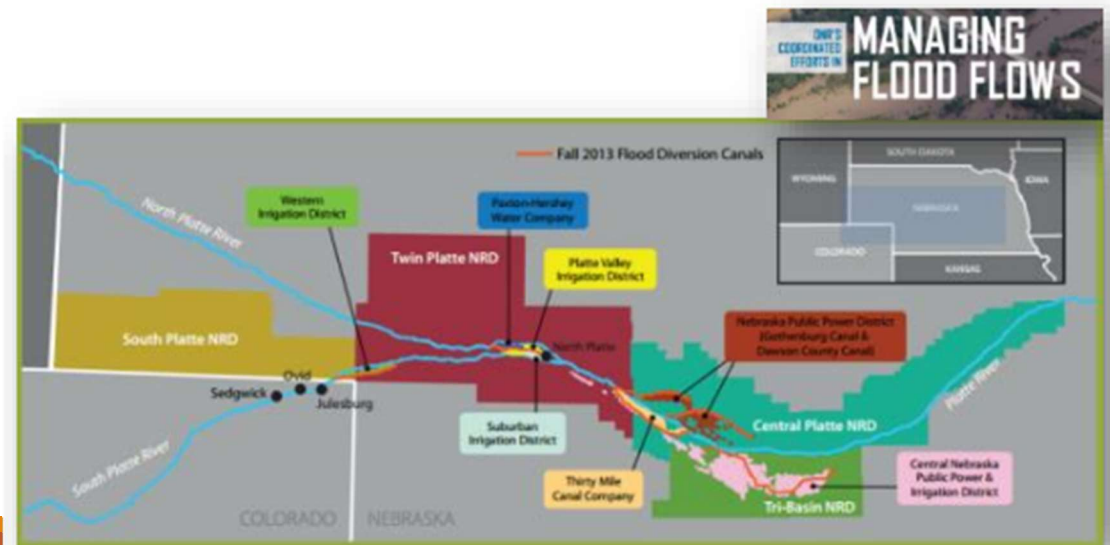 DNR'S
COORDINATED
EFFORTS IN
MANAGING
FLOOD FLOWS
Fall 2013 Flood Diversion Canals
SOUTH DAKOTA
WYOMING
IOWA
NEBRASKA
COLORADO
KANSAS
North Platte River
Western
Irrigation District
Paxton-Hershey
Water Company
Twin Platte NRD
Platte Valley
Irrigation District
South Platte NRD
Nebraska Public Power District
(Gothenburg Canal &
Dawson County Canal)
North Platte
Ovid
Sedgwick
Julesburg
Platte River
Suburban
Irrigation District
Central Platte NRD
South Platte River
Thirty Mile
Canal Company
Central Nebraska
Public Power &
Irrigation District
Tri-Basin NRD
COLORADO
NEBRASKA